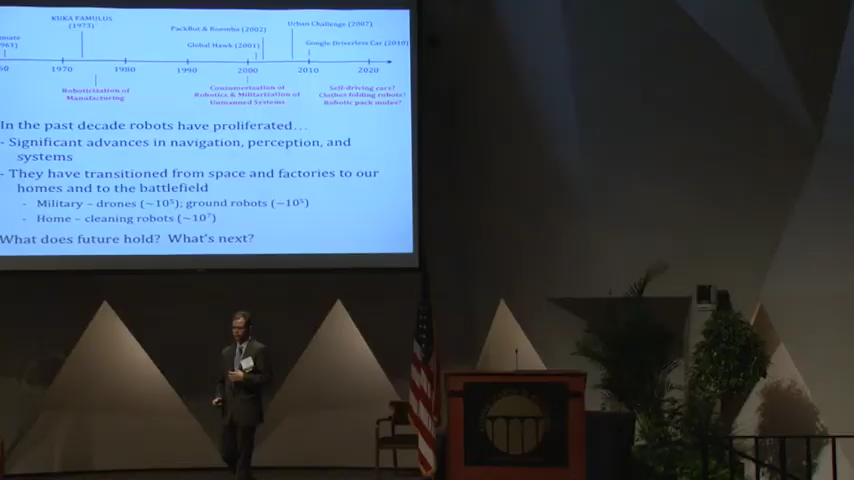 KUKA FAMULUS
(1973)
PackBot & Roomba (2002)
Urban Challenge (2007)
Global Hawk (2001)
Google Driverless Car (2010)
1970
1980
1990
2000
2010
2020
Roboticization of
Manufacturing
Consumerization of
Robotics & Militarization of
Unmanned Systems
Self-driving cars?
Clothes folding robots?
Robotic pack mules?
In the past decade robots have proliferated…
- Significant advances in navigation, perception, and
systems
- They have transitioned from space and factories to our
homes and to the battlefield
- Military – drones (~10⁵); ground robots (~10⁵)
- Home – cleaning robots (~10⁷)
What does future hold? What's next?